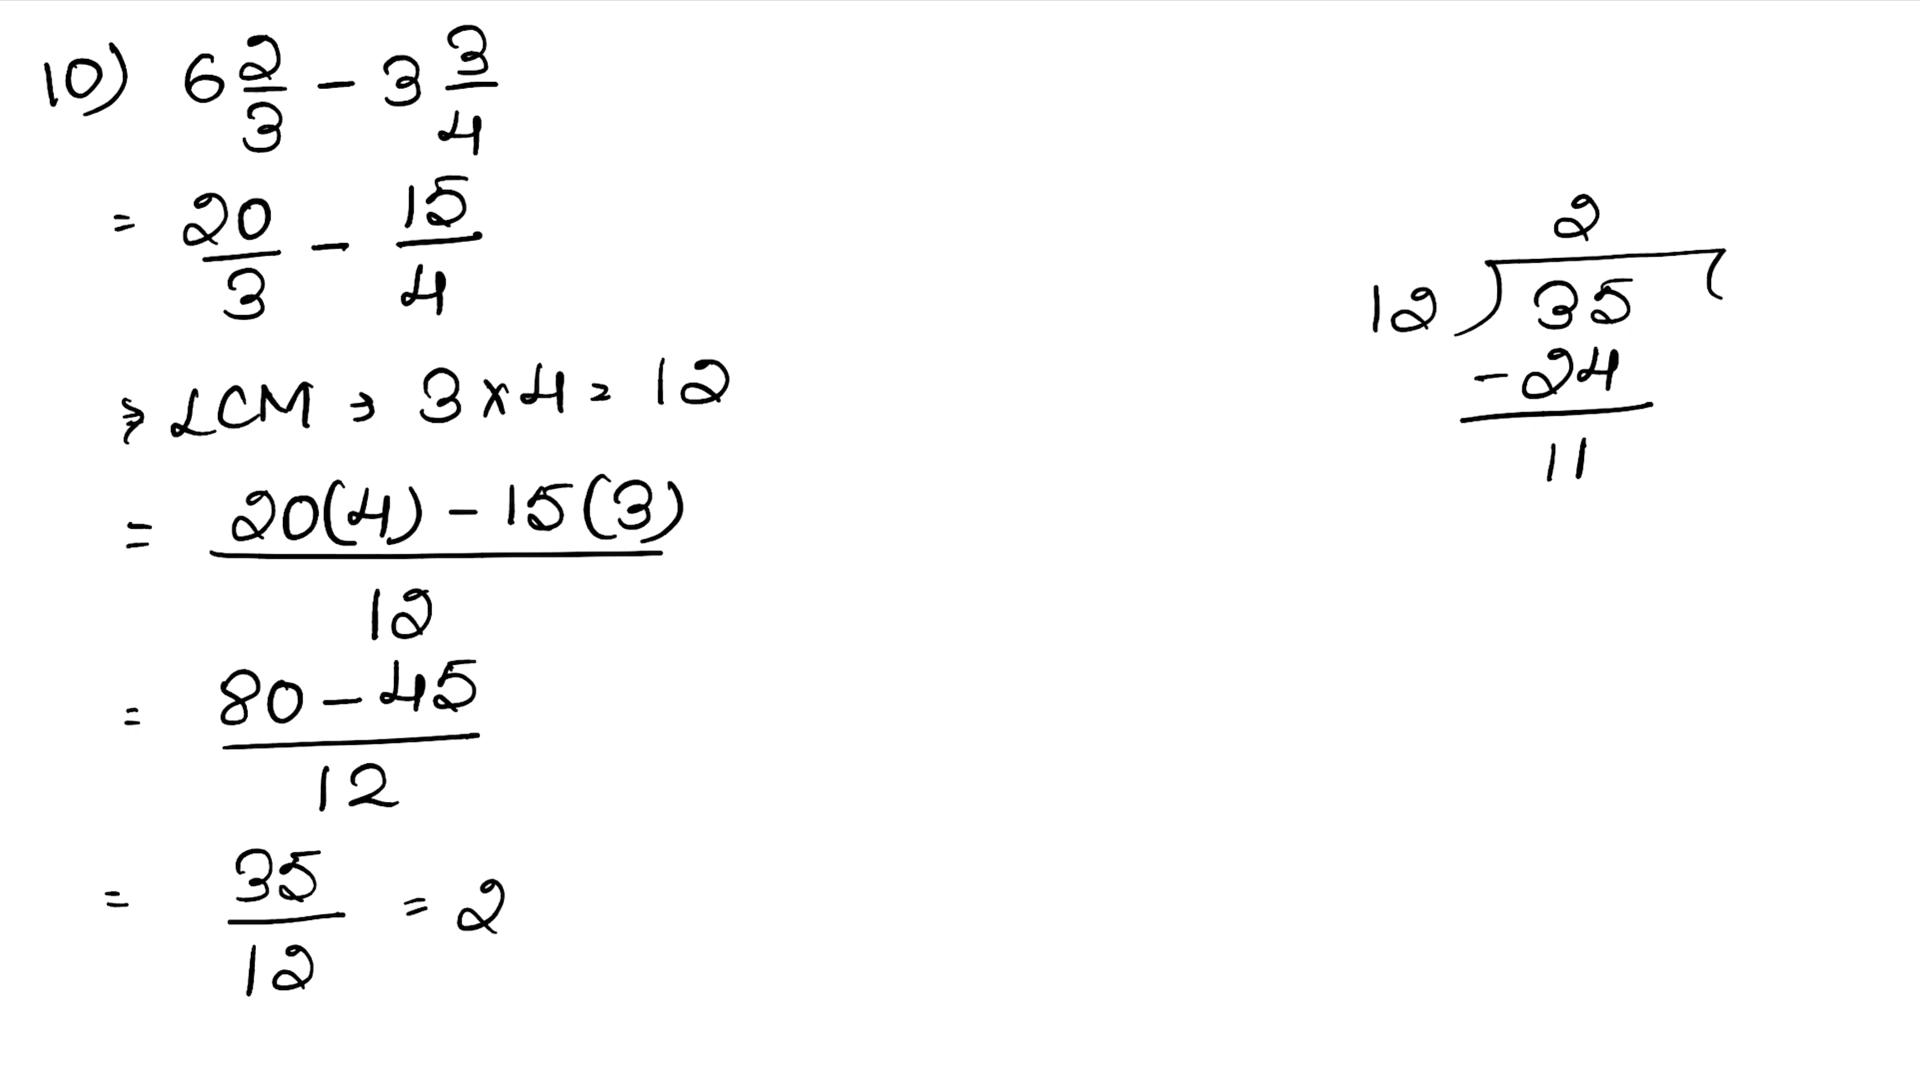 10) 6 2/3 - 3 3/4
= 20/3 - 15/4
⇒ LCM ⇒ 3 × 4 = 12
= 20(4) - 15(3)
12
= 80 - 45
12
= 35/12 = 2
2
12 ) 35 (
- 24
11